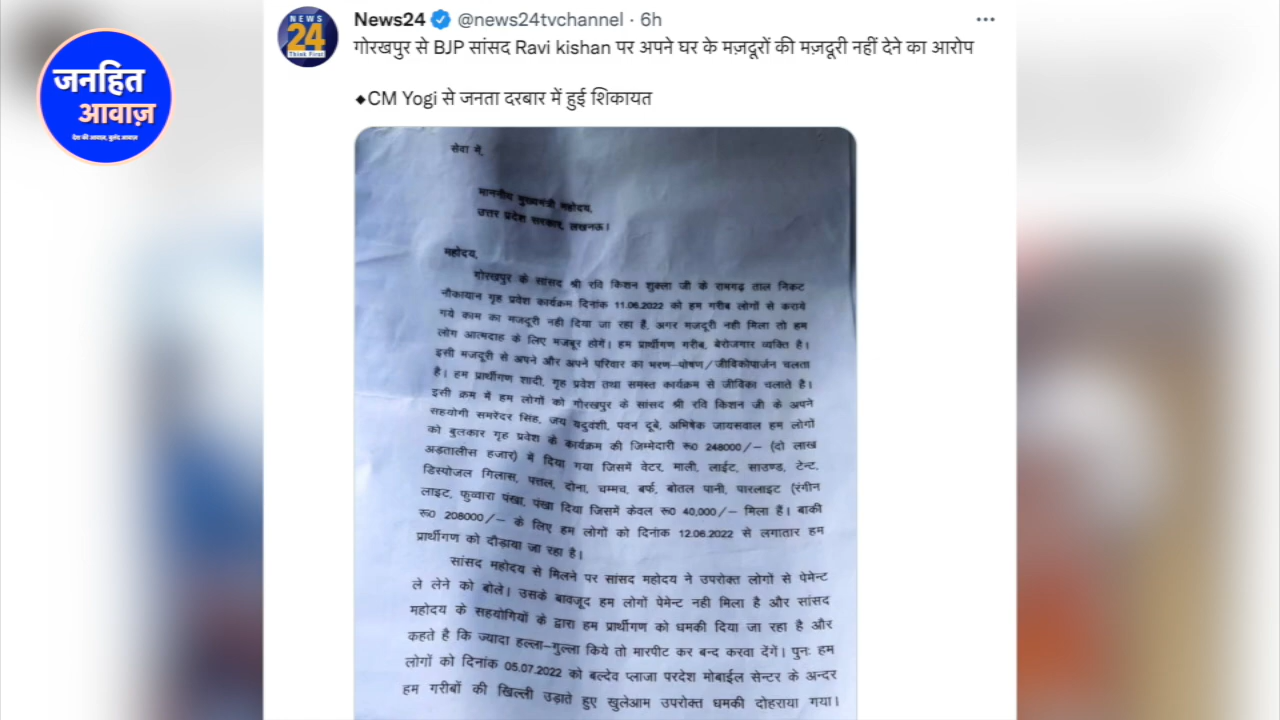 NEWS
24
Think First
News24 @news24tvchannel · 6h
गोरखपुर से BJP सांसद Ravi kishan पर अपने घर के मज़दूरों की मज़दूरी नहीं देने का आरोप
जनहित
आवाज़
देश की आवाज़, बुलंद आवाज़
◆CM Yogi से जनता दरबार में हुई शिकायत
सेवा में,
माननीय मुख्यमंत्री महोदय,
उत्तर प्रदेश सरकार, लखनऊ।
महोदय,
गोरखपुर के सांसद श्री रवि किशन शुक्ला जी के रामगढ़ ताल निकट
नौकायान गृह प्रवेश कार्यक्रम दिनांक 11.06.2022 को हम गरीब लोगों से कराये
गये काम का मजदूरी नही दिया जा रहा है, अगर मजदूरी नही मिला तो हम
लोग आत्मदाह के लिए मजबूर होगें। हम प्रार्थीगण गरीब, बेरोजगार व्यक्ति है।
इसी मजदूरी से अपने और अपने परिवार का भरण-पोषण/जीविकोपार्जन चलता
है। हम प्रार्थीगण शादी, गृह प्रवेश तथा समस्त कार्यक्रम से जीविका चलाते है।
इसी क्रम में हम लोगों को गोरखपुर के सांसद श्री रवि किशन जी के अपने
सहयोगी समरेंदर सिंह, जय यदुवंशी, पवन दूबे, अभिषेक जायसवाल हम लोगों
को बुलकार गृह प्रवेश के कार्यक्रम की जिम्मेदारी रू0 248000/- (दो लाख
अड़तालीस हजार) में दिया गया जिसमें वेटर, माली, लाईट, साउण्ड, टेन्ट,
डिस्पोजल गिलास, पत्तल, दोना, चम्मच, बर्फ, बोतल पानी, पारलाइट (रंगीन
लाइट, फुव्वारा पंखा, पंखा दिया जिसमें केवल रू0 40,000/- मिला हैं। बाकी
रू0 208000/- के लिए हम लोगों को दिनांक 12.06.2022 से लगातार हम
प्रार्थीगण को दौड़ाया जा रहा है।
सांसद महोदय से मिलने पर सांसद महोदय ने उपरोक्त लोगों से पेमेन्ट
ले लेने को बोले। उसके बावजूद हम लोगों पेमेन्ट नही मिला है और सांसद
महोदय के सहयोगियों के द्वारा हम प्रार्थीगण को धमकी दिया जा रहा है और
कहते है कि ज्यादा हल्ला-गुल्ला किये तो मारपीट कर बन्द करवा देंगें। पुनः हम
लोगों को दिनांक 05.07.2022 को बल्देव प्लाजा परदेश मोबाईल सेन्टर के अन्दर
हम गरीबों की खिल्ली उड़ाते हुए खुलेआम उपरोक्त धमकी दोहराया गया।